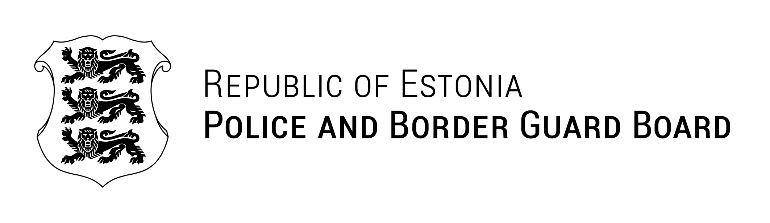 Republic of Estonia
Police and Border Guard Board